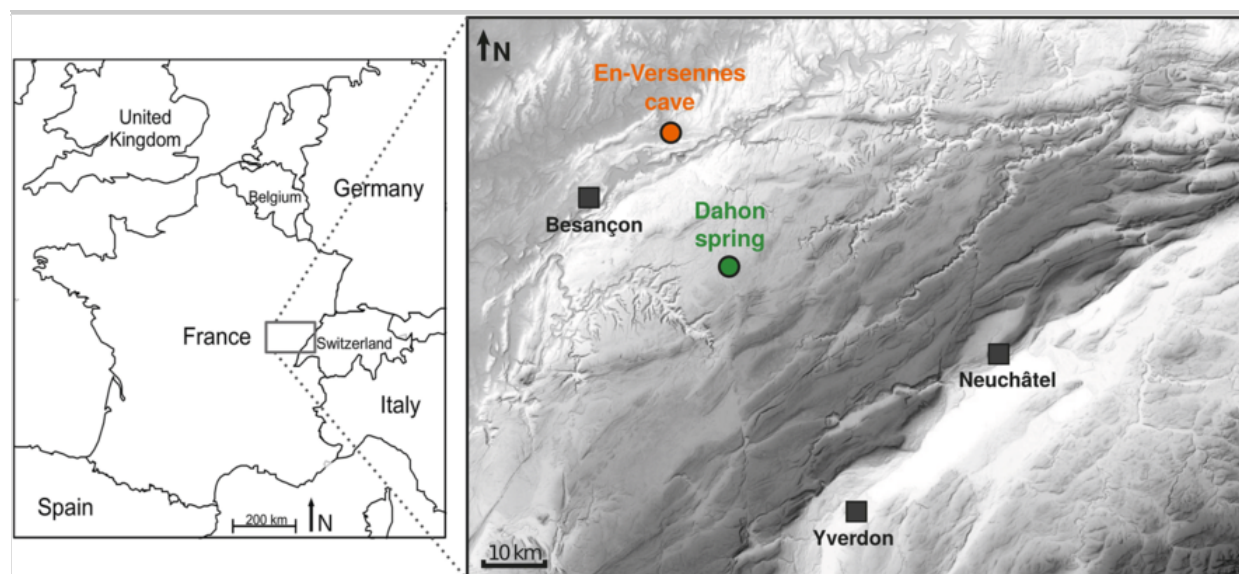 United
Kingdom
Belgium
Germany
France
Switzerland
Italy
Spain
200 km
N
N
En-Versennes
cave
Besançon
Dahon
spring
Neuchâtel
Yverdon
10 km